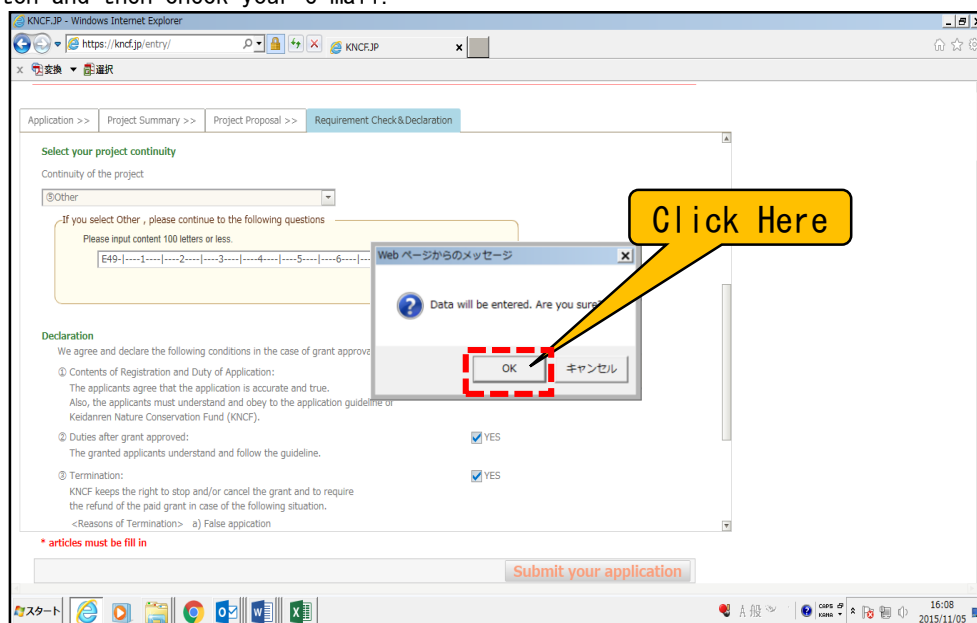 ton and then check your e-mail.
KNCF.JP - Windows Internet Explorer
https://kncf.jp/entry/
KNCF.JP
x 変換 ▼ 選択
Application >> Project Summary >> Project Proposal >> Requirement Check&Declaration
Select your project continuity
Continuity of the project
⑤Other
If you select Other , please continue to the following questions
Please input content 100 letters or less.
E49-|----1----|----2----|----3----|----4----|----5----|----6----|---
Click Here
Web ページからのメッセージ
Data will be entered. Are you sure?
OK キャンセル
Declaration
We agree and declare the following conditions in the case of grant approva
① Contents of Registration and Duty of Application:
The applicants agree that the application is accurate and true.
Also, the applicants must understand and obey to the application guideline of
Keidanren Nature Conservation Fund (KNCF).
② Duties after grant approved:
YES
The granted applicants understand and follow the guideline.
③ Termination:
YES
KNCF keeps the right to stop and/or cancel the grant and to require
the refund of the paid grant in case of the following situation.
<Reasons of Termination> a) False appication
* articles must be fill in
Submit your application
スタート
A 般
CAPS
KANA
16:08
2015/11/05